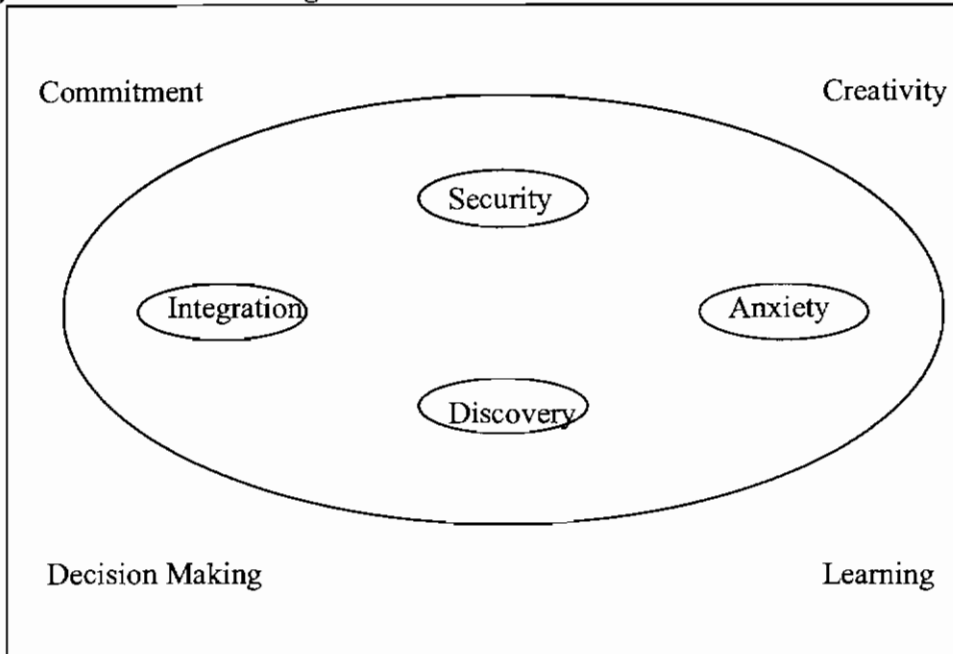 Commitment
Creativity
Security
Integration
Anxiety
Discovery
Decision Making
Learning